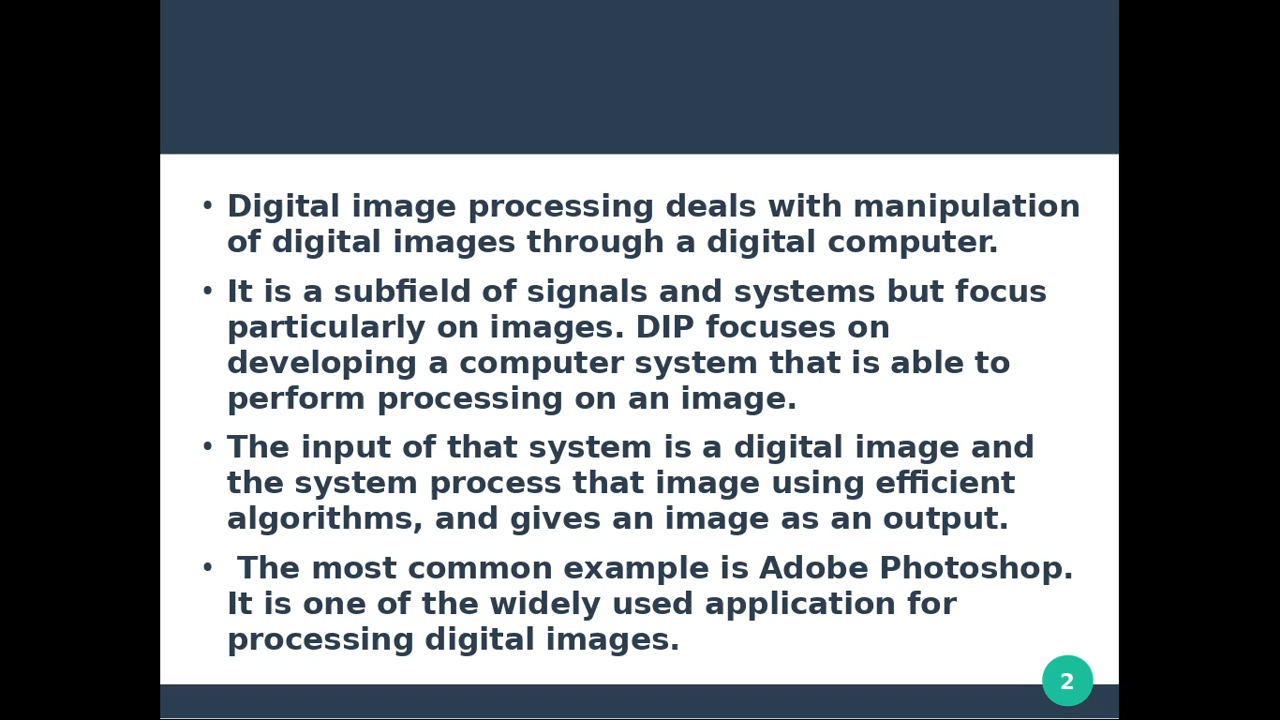 • Digital image processing deals with manipulation
of digital images through a digital computer.
• It is a subfield of signals and systems but focus
particularly on images. DIP focuses on
developing a computer system that is able to
perform processing on an image.
• The input of that system is a digital image and
the system process that image using efficient
algorithms, and gives an image as an output.
• The most common example is Adobe Photoshop.
It is one of the widely used application for
processing digital images.
2